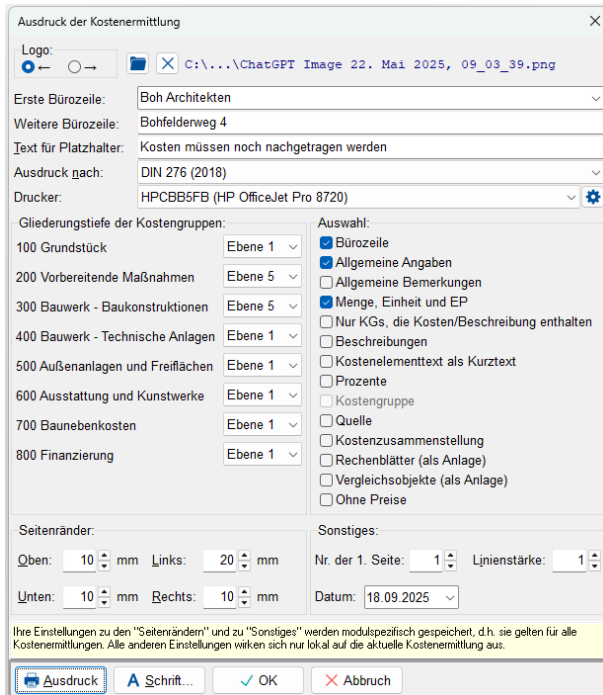 Ausdruck der Kostenermittlung
Logo:
C:\...\ChatGPT Image 22. Mai 2025, 09_03_39.png
Erste Bürozeile: Boh Architekten
Weitere Bürozeile: Bohfelderweg 4
Text für Platzhalter: Kosten müssen noch nachgetragen werden
Ausdruck nach: DIN 276 (2018)
Drucker: HPCBB5FB (HP OfficeJet Pro 8720)
Gliederungstiefe der Kostengruppen:
100 Grundstück Ebene 1
200 Vorbereitende Maßnahmen Ebene 5
300 Bauwerk - Baukonstruktionen Ebene 5
400 Bauwerk - Technische Anlagen Ebene 1
500 Außenanlagen und Freiflächen Ebene 1
600 Ausstattung und Kunstwerke Ebene 1
700 Baunebenkosten Ebene 1
800 Finanzierung Ebene 1
Auswahl:
Bürozeile
Allgemeine Angaben
Allgemeine Bemerkungen
Menge, Einheit und EP
Nur KGs, die Kosten/Beschreibung enthalten
Beschreibungen
Kostenelementtext als Kurztext
Prozente
Kostengruppe
Quelle
Kostenzusammenstellung
Rechenblätter (als Anlage)
Vergleichsobjekte (als Anlage)
Ohne Preise
Seitenränder:
Oben: 10 mm Links: 20 mm
Unten: 10 mm Rechts: 10 mm
Sonstiges:
Nr. der 1. Seite: 1 Linienstärke: 1
Datum: 18.09.2025
Ihre Einstellungen zu den "Seitenrändern" und zu "Sonstiges" werden modulspezifisch gespeichert, d.h. sie gelten für alle
Kostenermittlungen. Alle anderen Einstellungen wirken sich nur lokal auf die aktuelle Kostenermittlung aus.
Ausdruck A Schrift... OK Abbruch